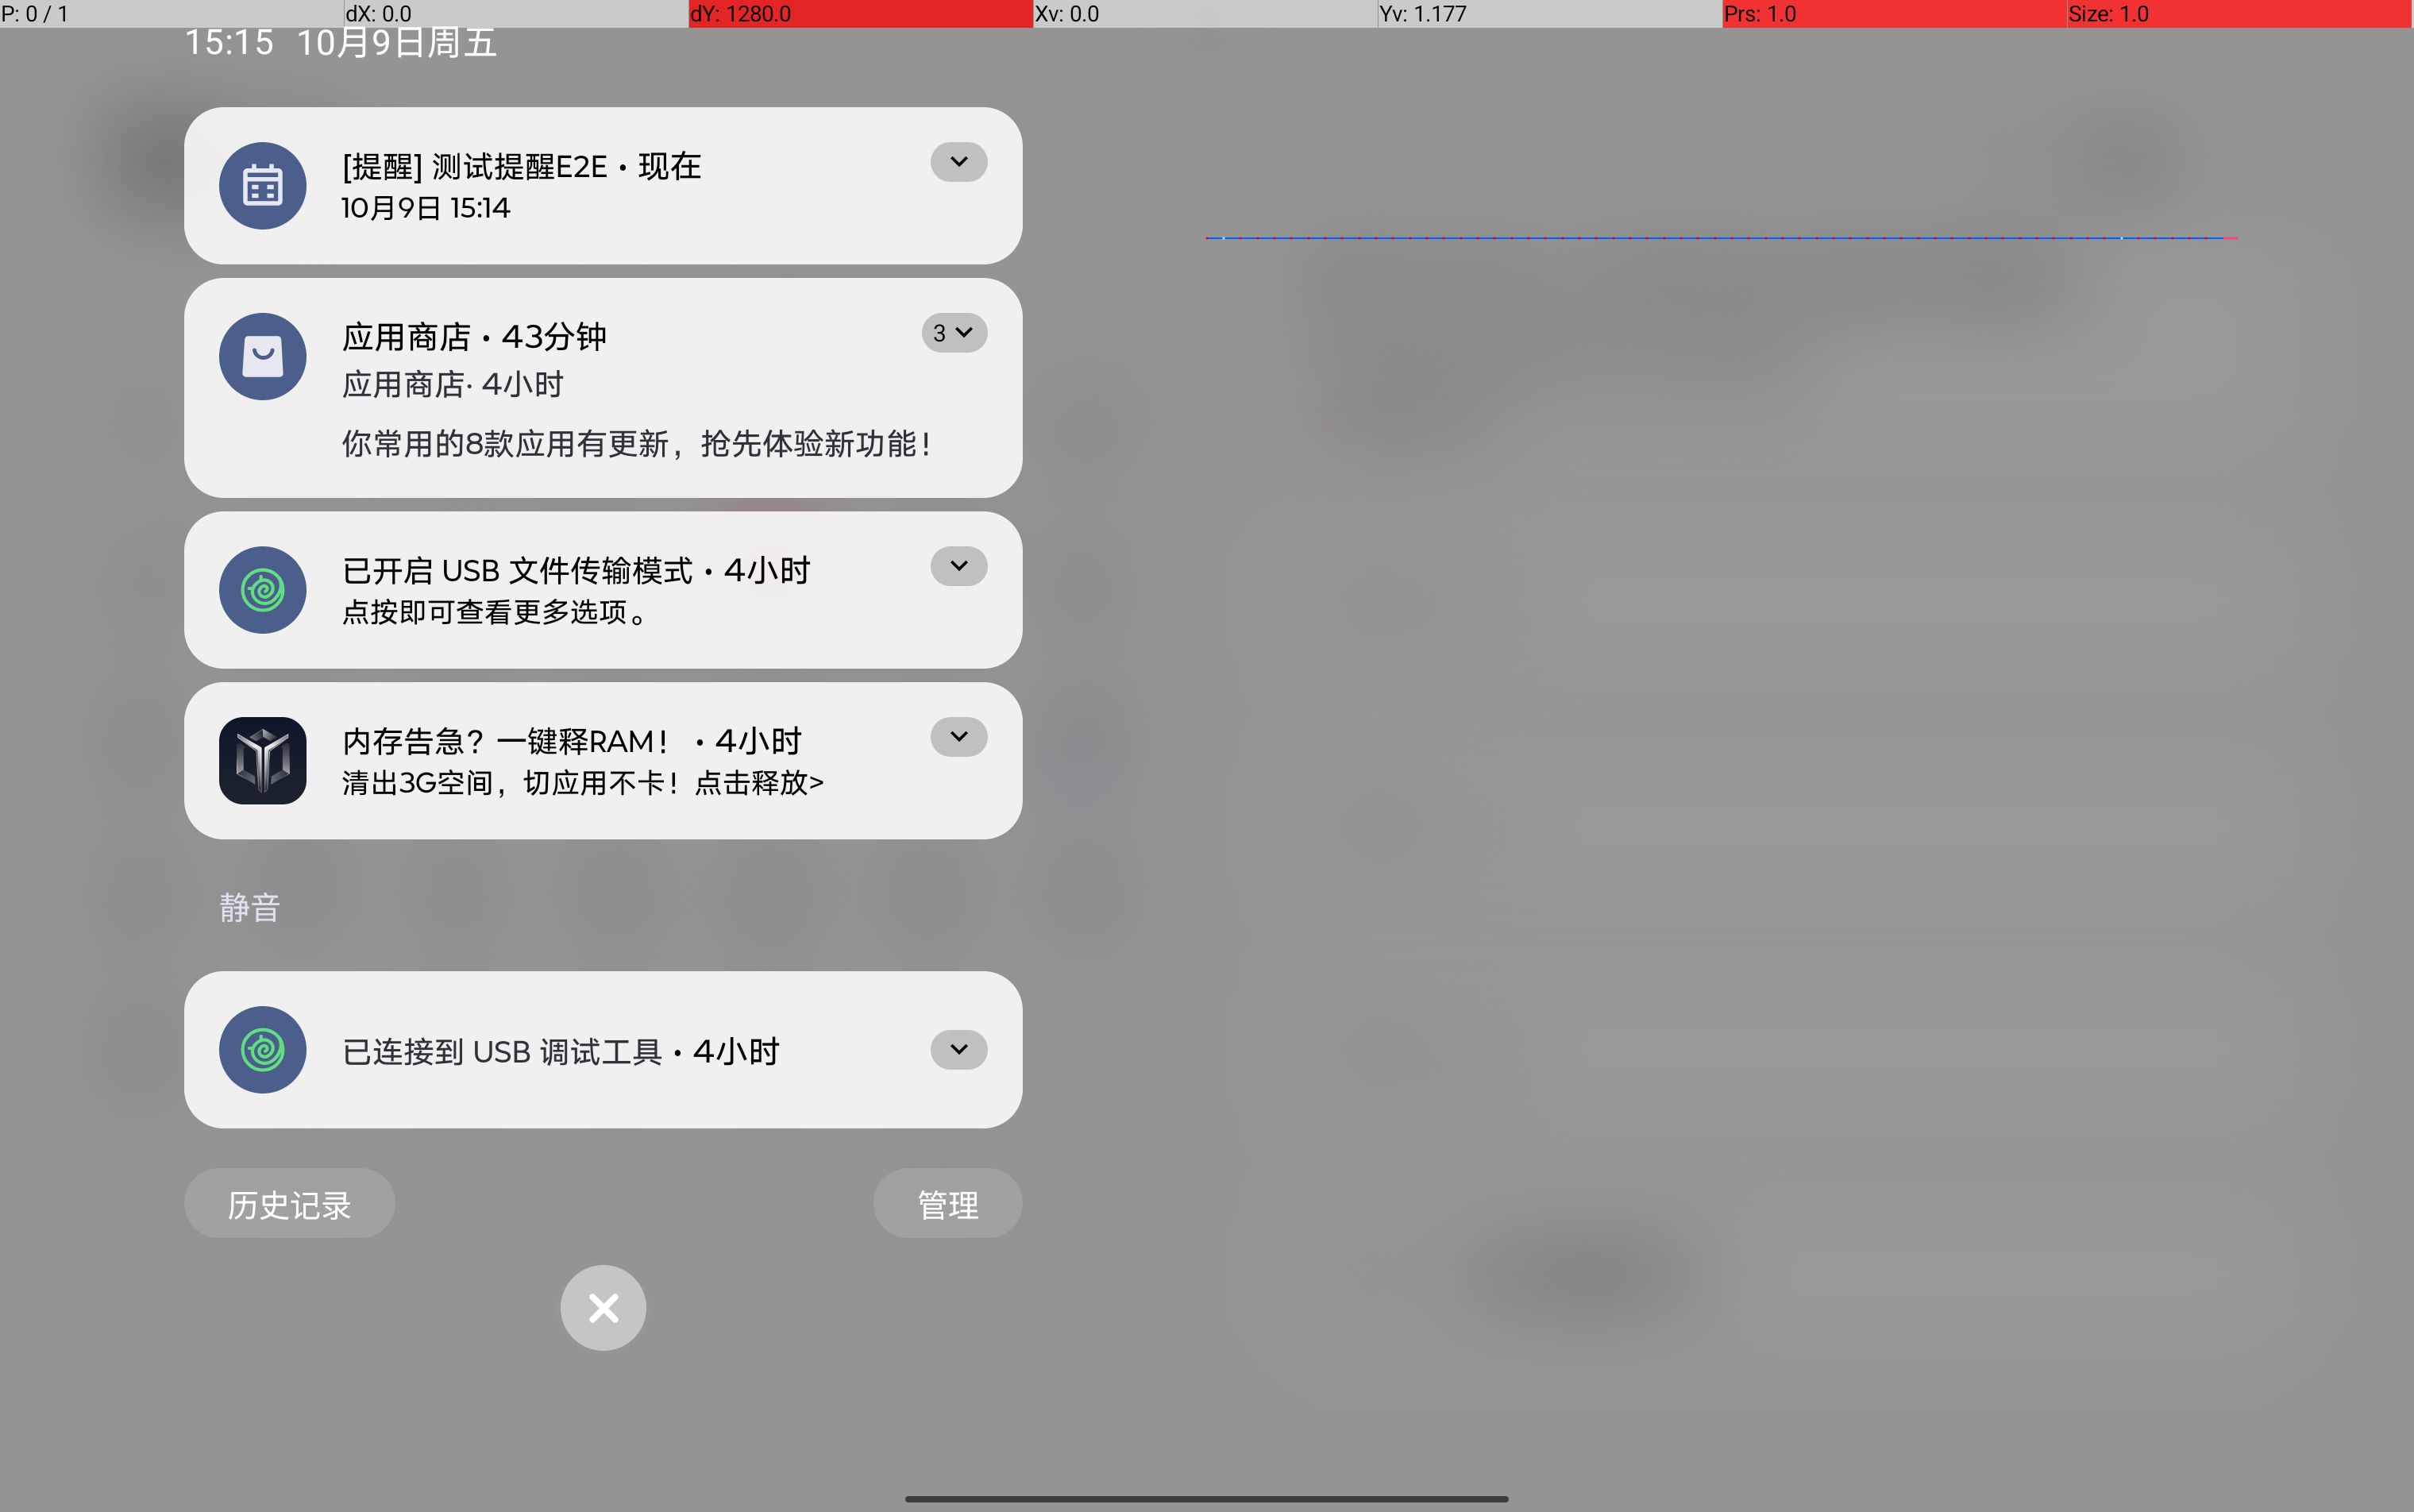 P: 0 / 1
dX: 0.0
dY: 1280.0
Xv: 0.0
Yv: 1.177
Prs: 1.0
Size: 1.0
15:15 10月9日周五
[提醒] 测试提醒E2E • 现在
10月9日 15:14
应用商店 • 43分钟
3
应用商店· 4小时
你常用的8款应用有更新，抢先体验新功能！
已开启 USB 文件传输模式 • 4小时
点按即可查看更多选项。
内存告急？一键释RAM！ • 4小时
清出3G空间，切应用不卡！点击释放>
静音
已连接到 USB 调试工具 • 4小时
历史记录
管理